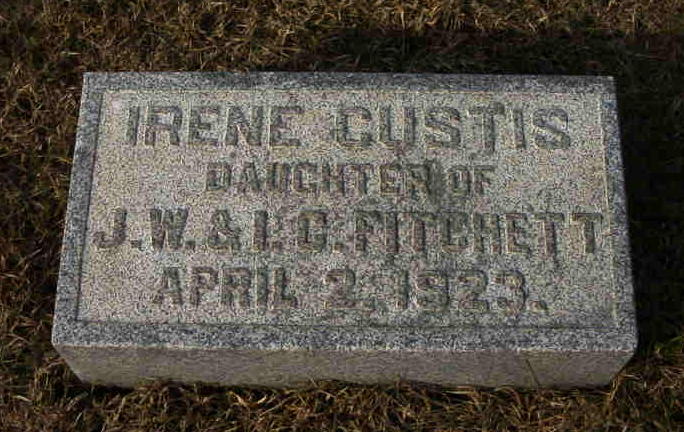 IRENE CUSTIS
DAUGHTER OF
J.W. & I.C. FITCHETT
APRIL 2, 1923.